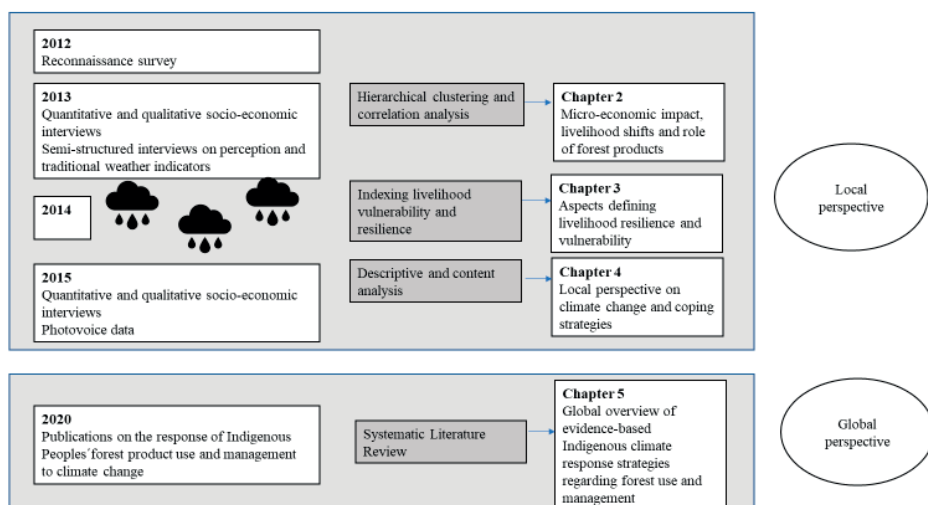 2012
Reconnaissance survey
2013
Quantitative and qualitative socio-economic
interviews
Semi-structured interviews on perception and
traditional weather indicators
2014
2015
Quantitative and qualitative socio-economic
interviews
Photovoice data
Hierarchical clustering and
correlation analysis
Indexing livelihood
vulnerability and
resilience
Descriptive and content
analysis
Chapter 2
Micro-economic impact,
livelihood shifts and role
of forest products
Chapter 3
Aspects defining
livelihood resilience and
vulnerability
Chapter 4
Local perspective on
climate change and coping
strategies
Local
perspective
2020
Publications on the response of Indigenous
Peoples´forest product use and management
to climate change
Systematic Literature
Review
Chapter 5
Global overview of
evidence-based
Indigenous climate
response strategies
regarding forest use and
management
Global
perspective